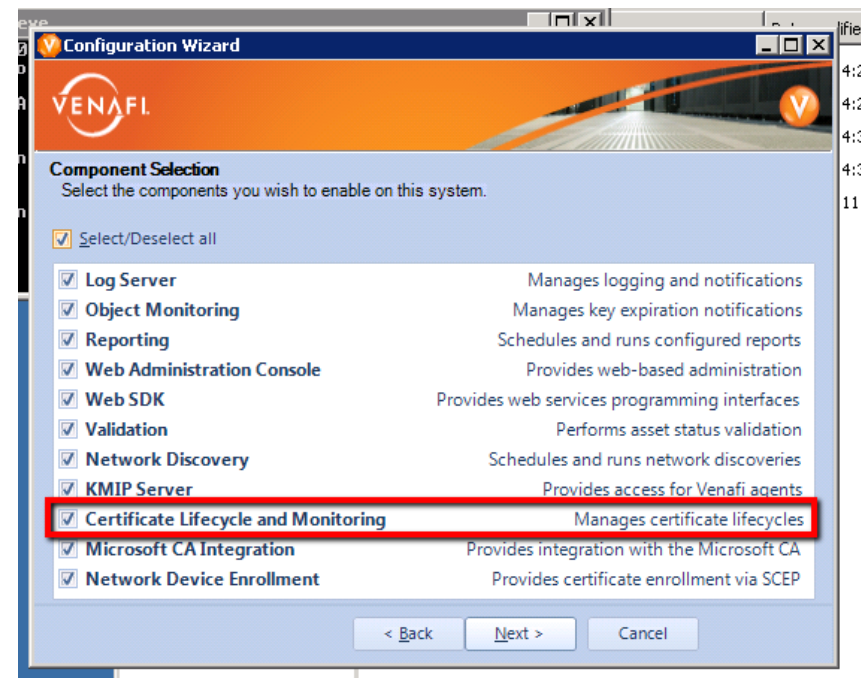 exe
Configuration Wizard
VENAFI
Component Selection
Select the components you wish to enable on this system.
Select/Deselect all
Log Server Manages logging and notifications
Object Monitoring Manages key expiration notifications
Reporting Schedules and runs configured reports
Web Administration Console Provides web-based administration
Web SDK Provides web services programming interfaces
Validation Performs asset status validation
Network Discovery Schedules and runs network discoveries
KMIP Server Provides access for Venafi agents
Certificate Lifecycle and Monitoring Manages certificate lifecycles
Microsoft CA Integration Provides integration with the Microsoft CA
Network Device Enrollment Provides certificate enrollment via SCEP
< Back Next > Cancel